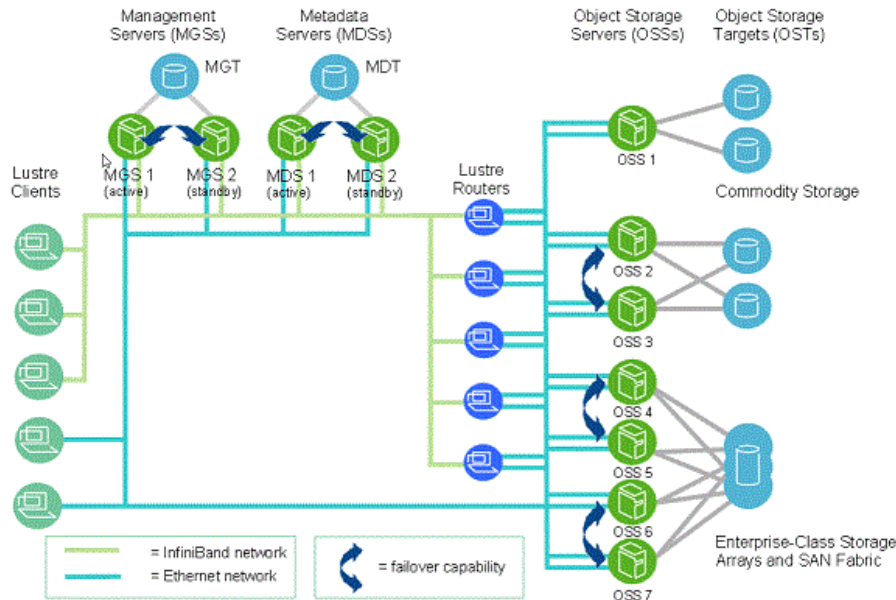 Management
Servers (MGSs)
Metadata
Servers (MDSs)
Object Storage
Servers (OSSs)
Object Storage
Targets (OSTs)
MGT
MDT
OSS 1
Lustre
Clients
MGS 1
(active)
MGS 2
(standby)
MDS 1
(active)
MDS 2
(standby)
Lustre
Routers
Commodity Storage
OSS 2
OSS 3
OSS 4
OSS 5
OSS 6
OSS 7
Enterprise-Class Storage
Arrays and SAN Fabric
= InfiniBand network
= Ethernet network
= failover capability